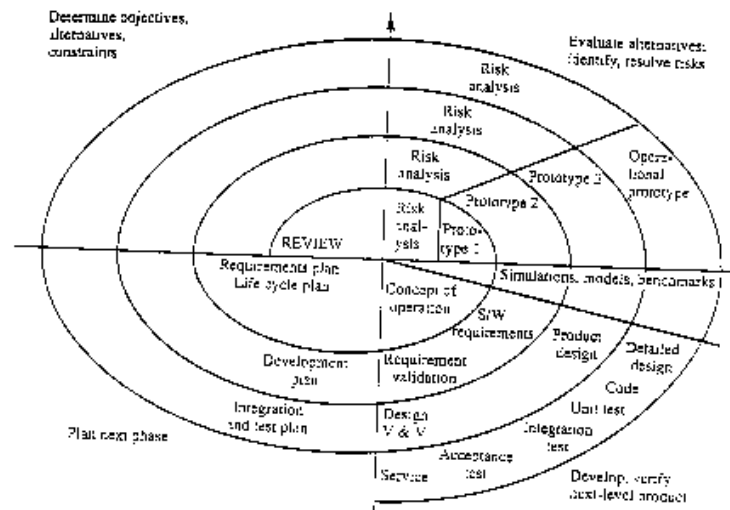 Determine objectives,
alternatives,
constraints
Evaluate alternatives;
identify, resolve risks
Risk
analysis
Risk
analysis
Risk
analysis
Risk
anal-
ysis
Proto-
type 1
Prototype 2
Prototype 3
Opera-
tional
prototype
REVIEW
Requirements plan
Life cycle plan
Concept of
operation
Simulations, models, benchmarks
S/W
requirements
Product
design
Detailed
design
Development
plan
Requirement
validation
Code
Unit test
Integration
and test plan
Design
V & V
Integration
test
Plan next phase
Acceptance
test
Service
Develop, verify
next-level product